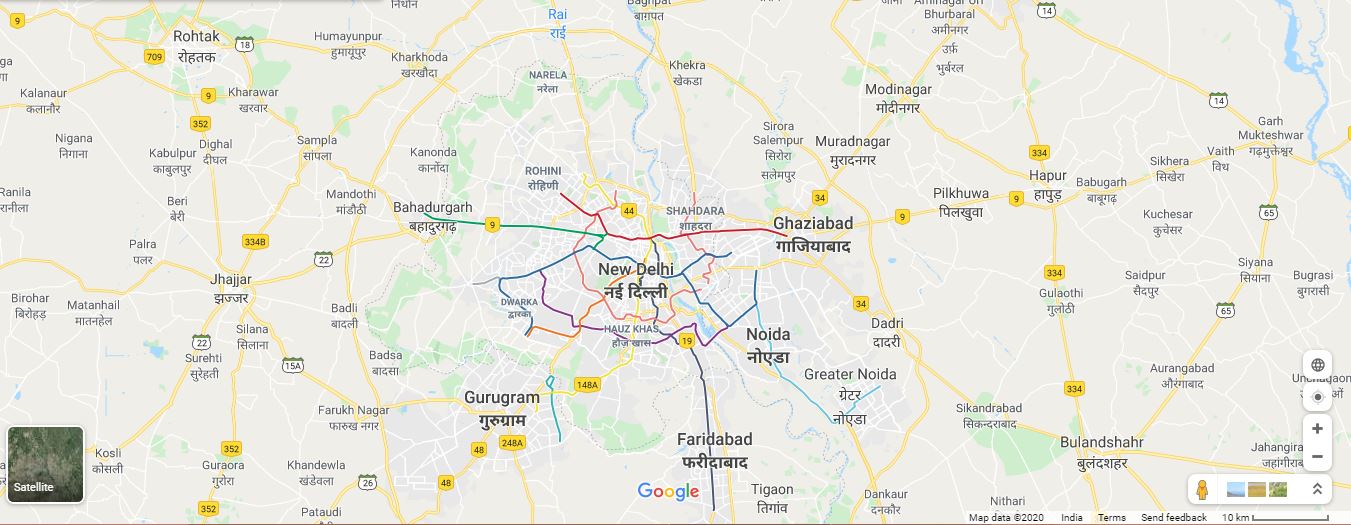 नियान
Rai
राई
Baghpat
बागपत
Aminagar Urf
Bhurbaral
अमीनगर
उर्फ
भुर्बरल
14
9
Rohtak
रोहतक
18
709
Humayunpur
हुमायूंपुर
Kharkhoda
खरखौदा
NARELA
नरेला
Khekra
खेकड़ा
Modinagar
मोदीनगर
14
Kalanaur
कलानौर
9
Kharawar
खरवार
352
Nigana
निगाना
Dighal
दीघल
Kabulpur
काबुलपुर
Sampla
सांपला
Kanonda
कानोंदा
Sirora
Salempur
सिरोरा
सलेमपुर
Muradnagar
मुरादनगर
Garh
Mukteshwar
गढ़मुक्तेश्वर
334
Vaith
विथ
Sikhera
सिखेरा
Hapur
हापुड़
Babugarh
बाबूगढ़
Ranila
रानीला
Beri
बेरी
Mandothi
मांडौठी
ROHINI
रोहिणी
Bahadurgarh
बहादुरगढ़
9
44
SHAHDARA
शाहदरा
34
Ghaziabad
गाज़ियाबाद
9
Pilkhuwa
पिलखुवा
9
Kuchesar
कुचेसर
65
Palra
पलर
334B
22
New Delhi
नई दिल्ली
334
Siyana
सियाना
Jhajjar
झज्जर
Birohar
बिरोहर
Matanhail
मातनहेल
Badli
बादली
DWARKA
द्वारका
34
Gulaothi
गुलोठी
Saidpur
सैदपुर
Bugrasi
बुगरासी
65
Silana
सिलाना
22
Surehti
सुरेहती
15A
Badsa
बादसा
HAUZ KHAS
हौज़ खास
19
Noida
नोएडा
Dadri
दादरी
Greater Noida
ग्रेटर
नोएडा
334
Aurangabad
औरंगाबाद
148A
Gurugram
गुरुग्राम
Farukh Nagar
फारुख नगर
Sikandrabad
सिकन्दराबाद
Faridabad
फरीदाबाद
Bulandshahr
बुलंदशहर
Jahangira
जहांगीराबा
352
48
248A
48
Kosli
कोसली
Guraora
गुरोरा
Khandewla
खंडेवला
26
Satellite
352
Pataudi
Google
Tigaon
तिगांव
Dankaur
दनकौर
Nithari
Map data ©2020 India Terms Send feedback 10 km